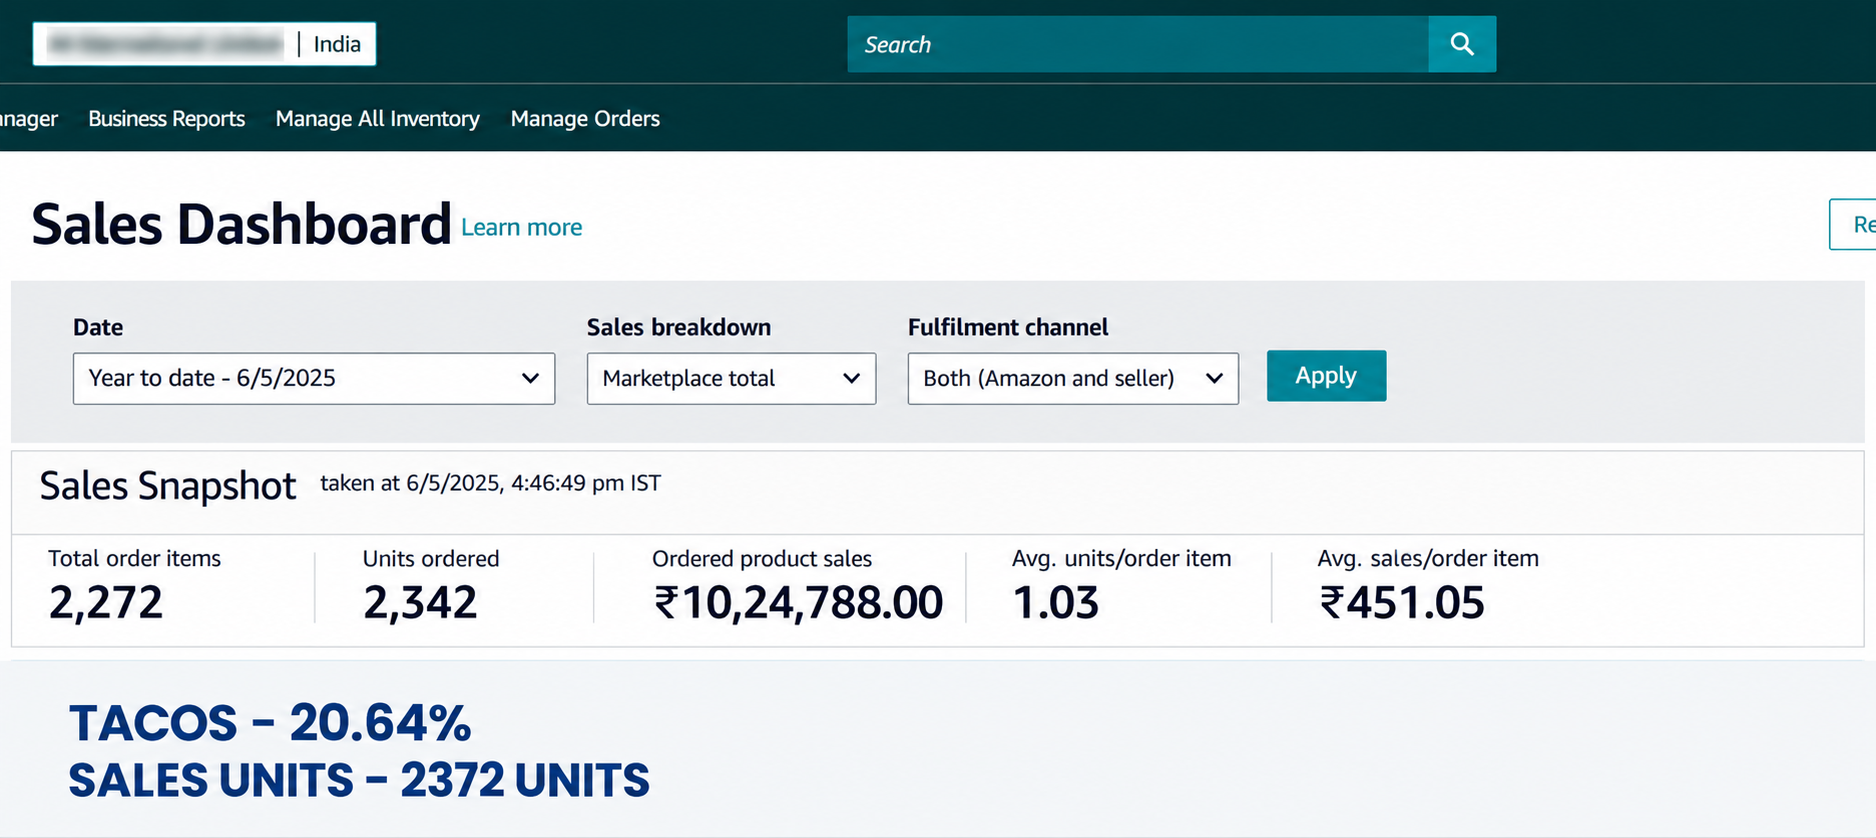 | India
Search
nager
Business Reports
Manage All Inventory
Manage Orders
Sales Dashboard Learn more
Re
Date
Sales breakdown
Fulfilment channel
Year to date - 6/5/2025
Marketplace total
Both (Amazon and seller)
Apply
Sales Snapshot taken at 6/5/2025, 4:46:49 pm IST
Total order items
2,272
Units ordered
2,342
Ordered product sales
₹10,24,788.00
Avg. units/order item
1.03
Avg. sales/order item
₹451.05
TACOS - 20.64%
SALES UNITS - 2372 UNITS